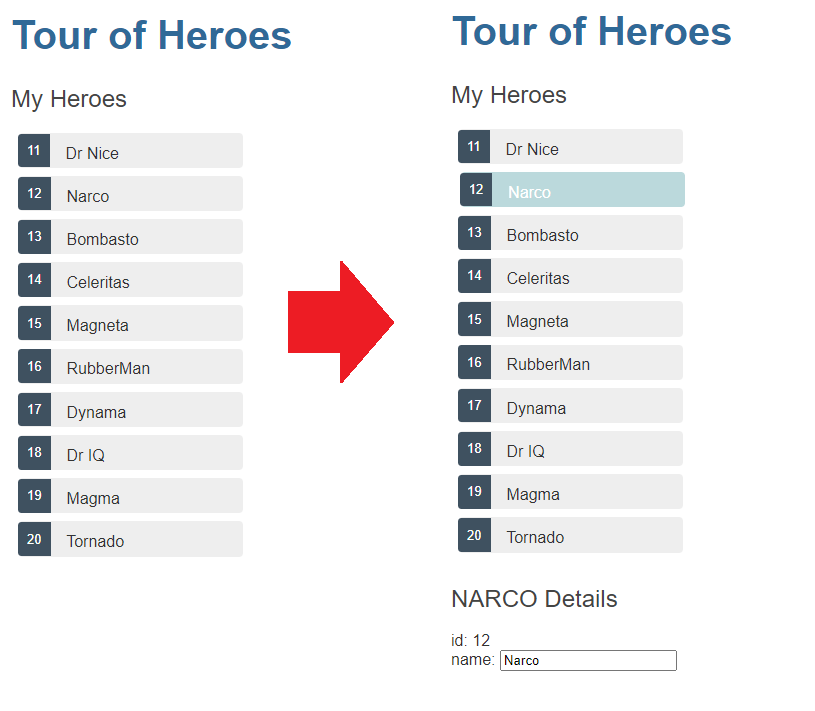 Tour of Heroes
My Heroes
11 Dr Nice
12 Narco
13 Bombasto
14 Celeritas
15 Magneta
16 RubberMan
17 Dynama
18 Dr IQ
19 Magma
20 Tornado
Tour of Heroes
My Heroes
11 Dr Nice
12 Narco
13 Bombasto
14 Celeritas
15 Magneta
16 RubberMan
17 Dynama
18 Dr IQ
19 Magma
20 Tornado
NARCO Details
id: 12
name: Narco